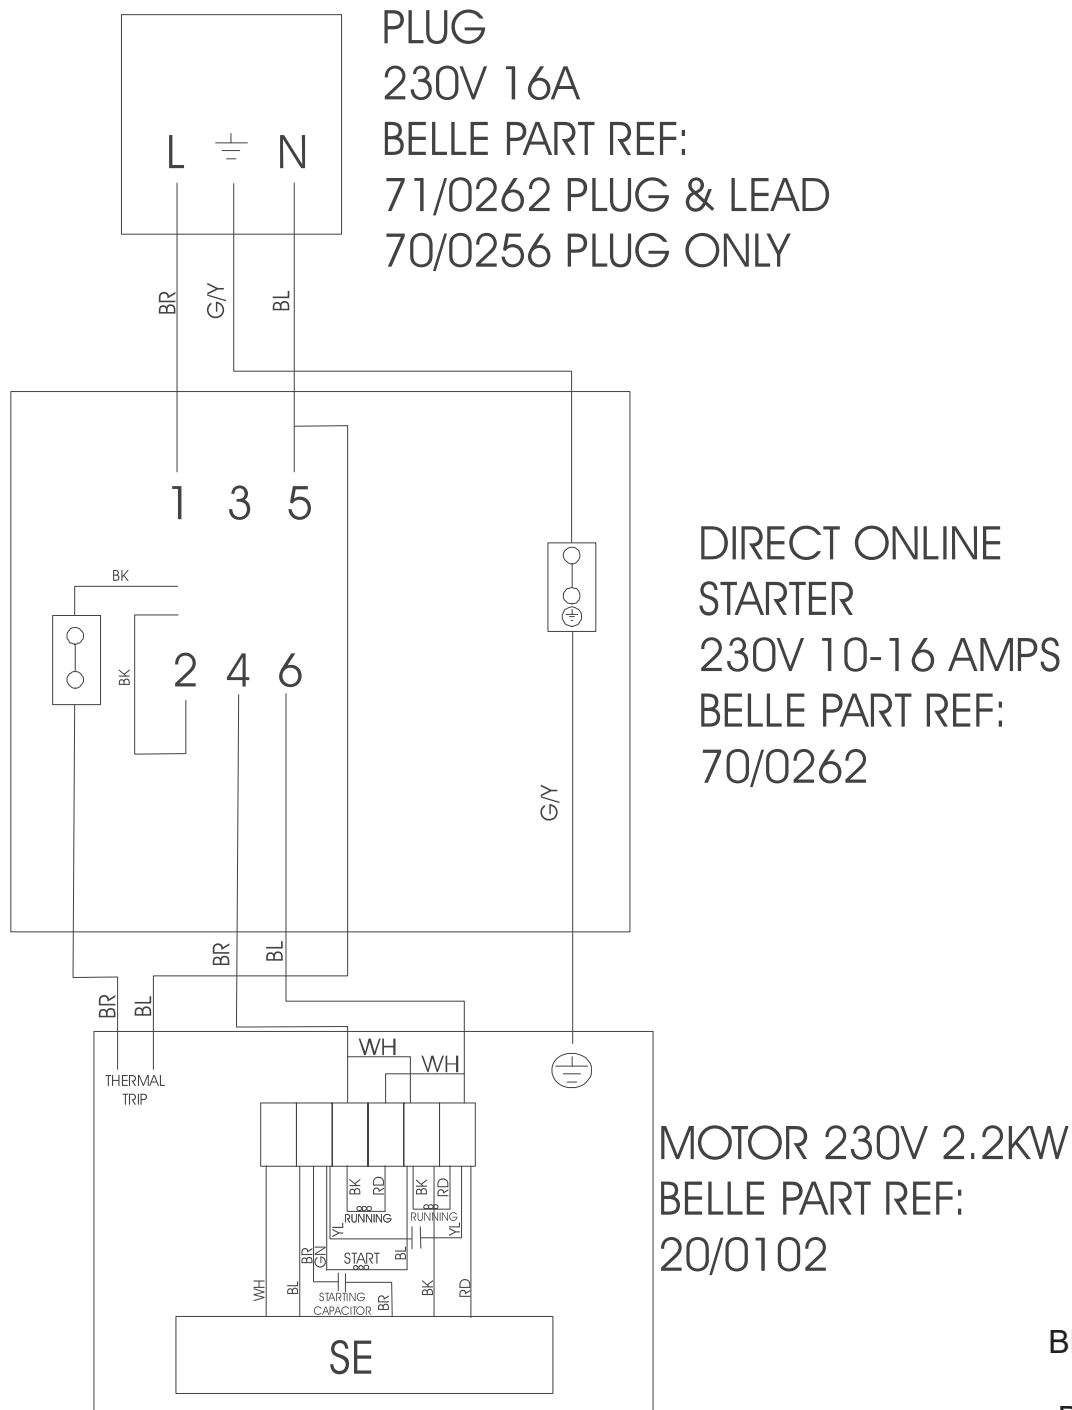 PLUG
230V 16A
BELLE PART REF:
71/0262 PLUG & LEAD
70/0256 PLUG ONLY
L N
BR
G/Y
BL
1 3 5
BK
BK
2 4 6
G/Y
DIRECT ONLINE
STARTER
230V 10-16 AMPS
BELLE PART REF:
70/0262
BR
BL
BR
BL
THERMAL
TRIP
WH
WH
MOTOR 230V 2.2KW
BELLE PART REF:
20/0102
BK
RD
BK
RD
RUNNING
RUNNING
YL
YL
BR
GN
START
BL
WH
BL
STARTING
CAPACITOR
BR
BK
RD
SE